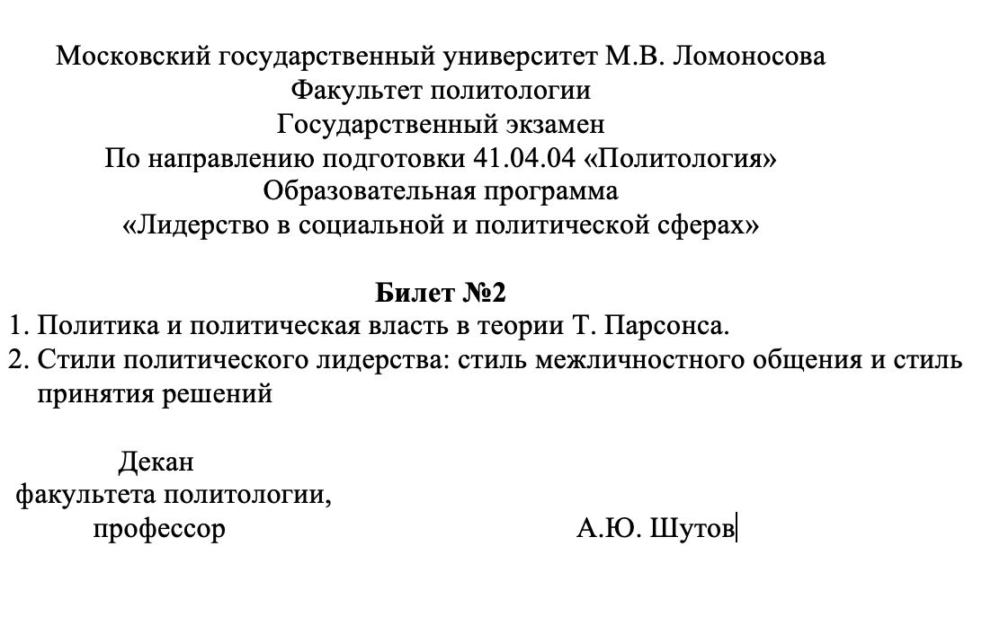 Московский государственный университет М.В. Ломоносова
Факультет политологии
Государственный экзамен
По направлению подготовки 41.04.04 «Политология»
Образовательная программа
«Лидерство в социальной и политической сферах»
Билет №2
1. Политика и политическая власть в теории Т. Парсонса.
2. Стили политического лидерства: стиль межличностного общения и стиль
принятия решений
Декан
факультета политологии,
профессор А.Ю. Шутов